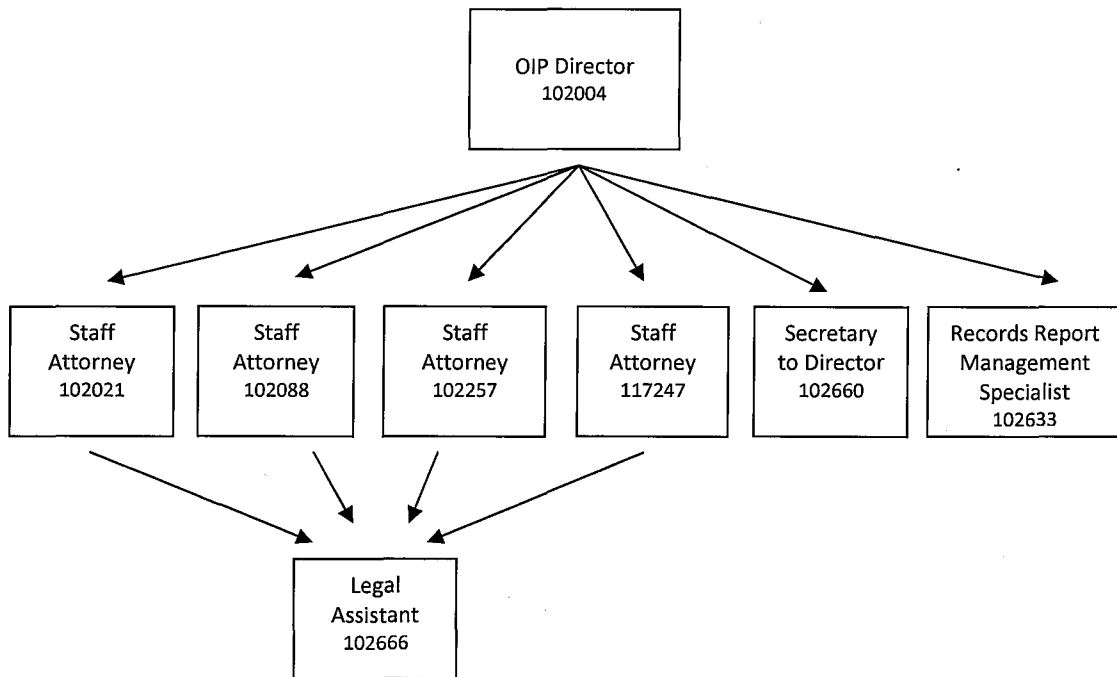 OIP Director
102004
Staff
Attorney
102021
Staff
Attorney
102088
Staff
Attorney
102257
Staff
Attorney
117247
Secretary
to Director
102660
Records Report
Management
Specialist
102633
Legal
Assistant
102666